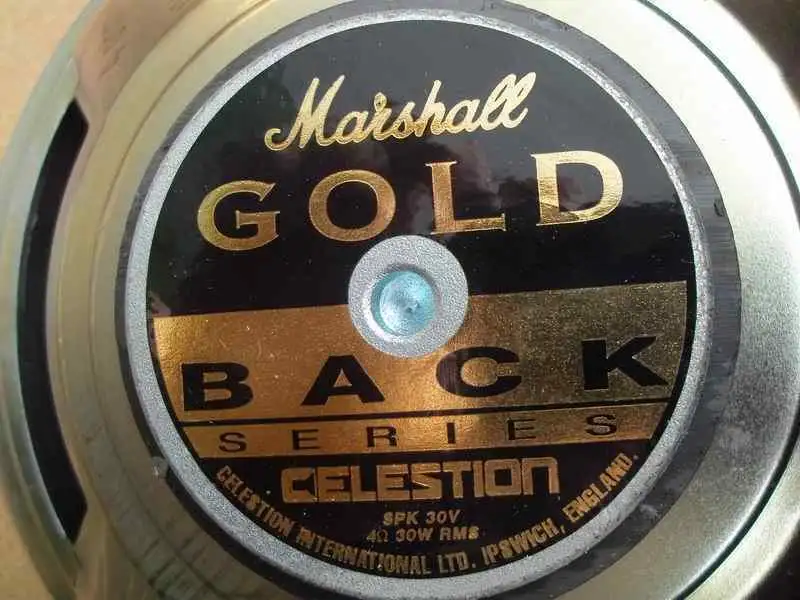 Marshall
GOLD
BACK
SERIES
CELESTION
SPK 30V
4Ω 30W RMS
CELESTION INTERNATIONAL LTD. IPSWICH, ENGLAND.